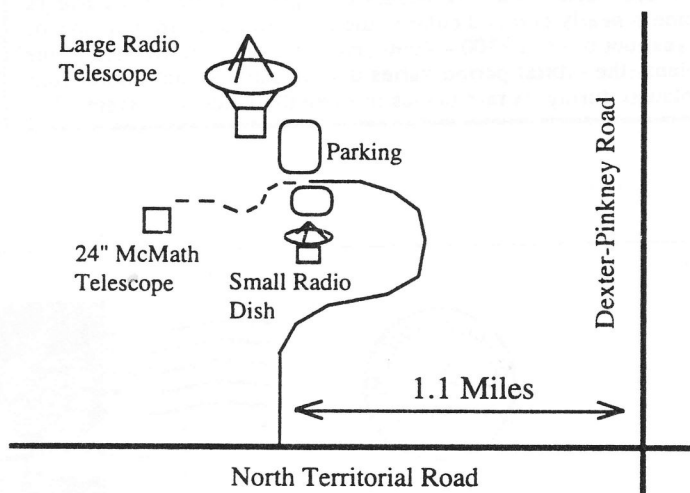 Large Radio
Telescope
Parking
Dexter-Pinkney Road
24" McMath
Telescope
Small Radio
Dish
1.1 Miles
North Territorial Road